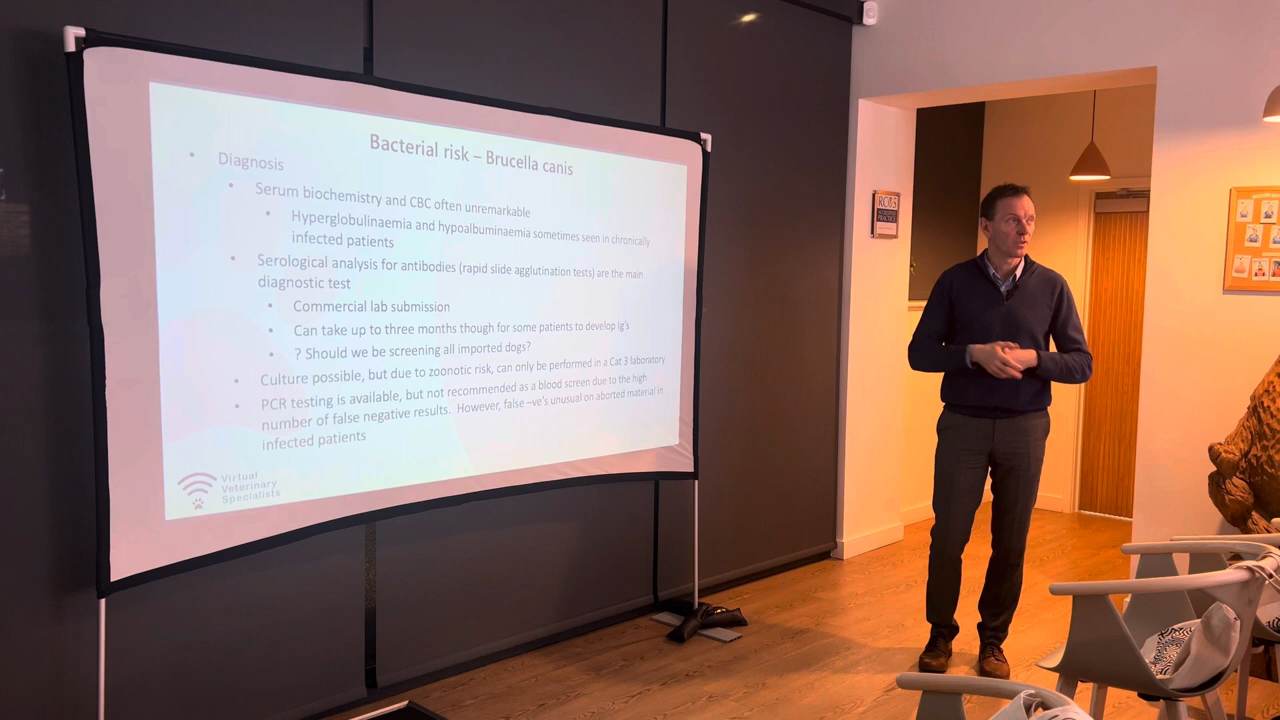 Bacterial risk – Brucella canis
• Diagnosis
• Serum biochemistry and CBC often unremarkable
• Hyperglobulinaemia and hypoalbuminaemia sometimes seen in chronically
infected patients
• Serological analysis for antibodies (rapid slide agglutination tests) are the main
diagnostic test
• Commercial lab submission
• Can take up to three months though for some patients to develop Ig's
• ? Should we be screening all imported dogs?
• Culture possible, but due to zoonotic risk, can only be performed in a Cat 3 laboratory
• PCR testing is available, but not recommended as a blood screen due to the high
number of false negative results. However, false –ve's unusual on aborted material in
infected patients
Virtual
Veterinary
Specialists
RCVS
ACCREDITED
PRACTICE